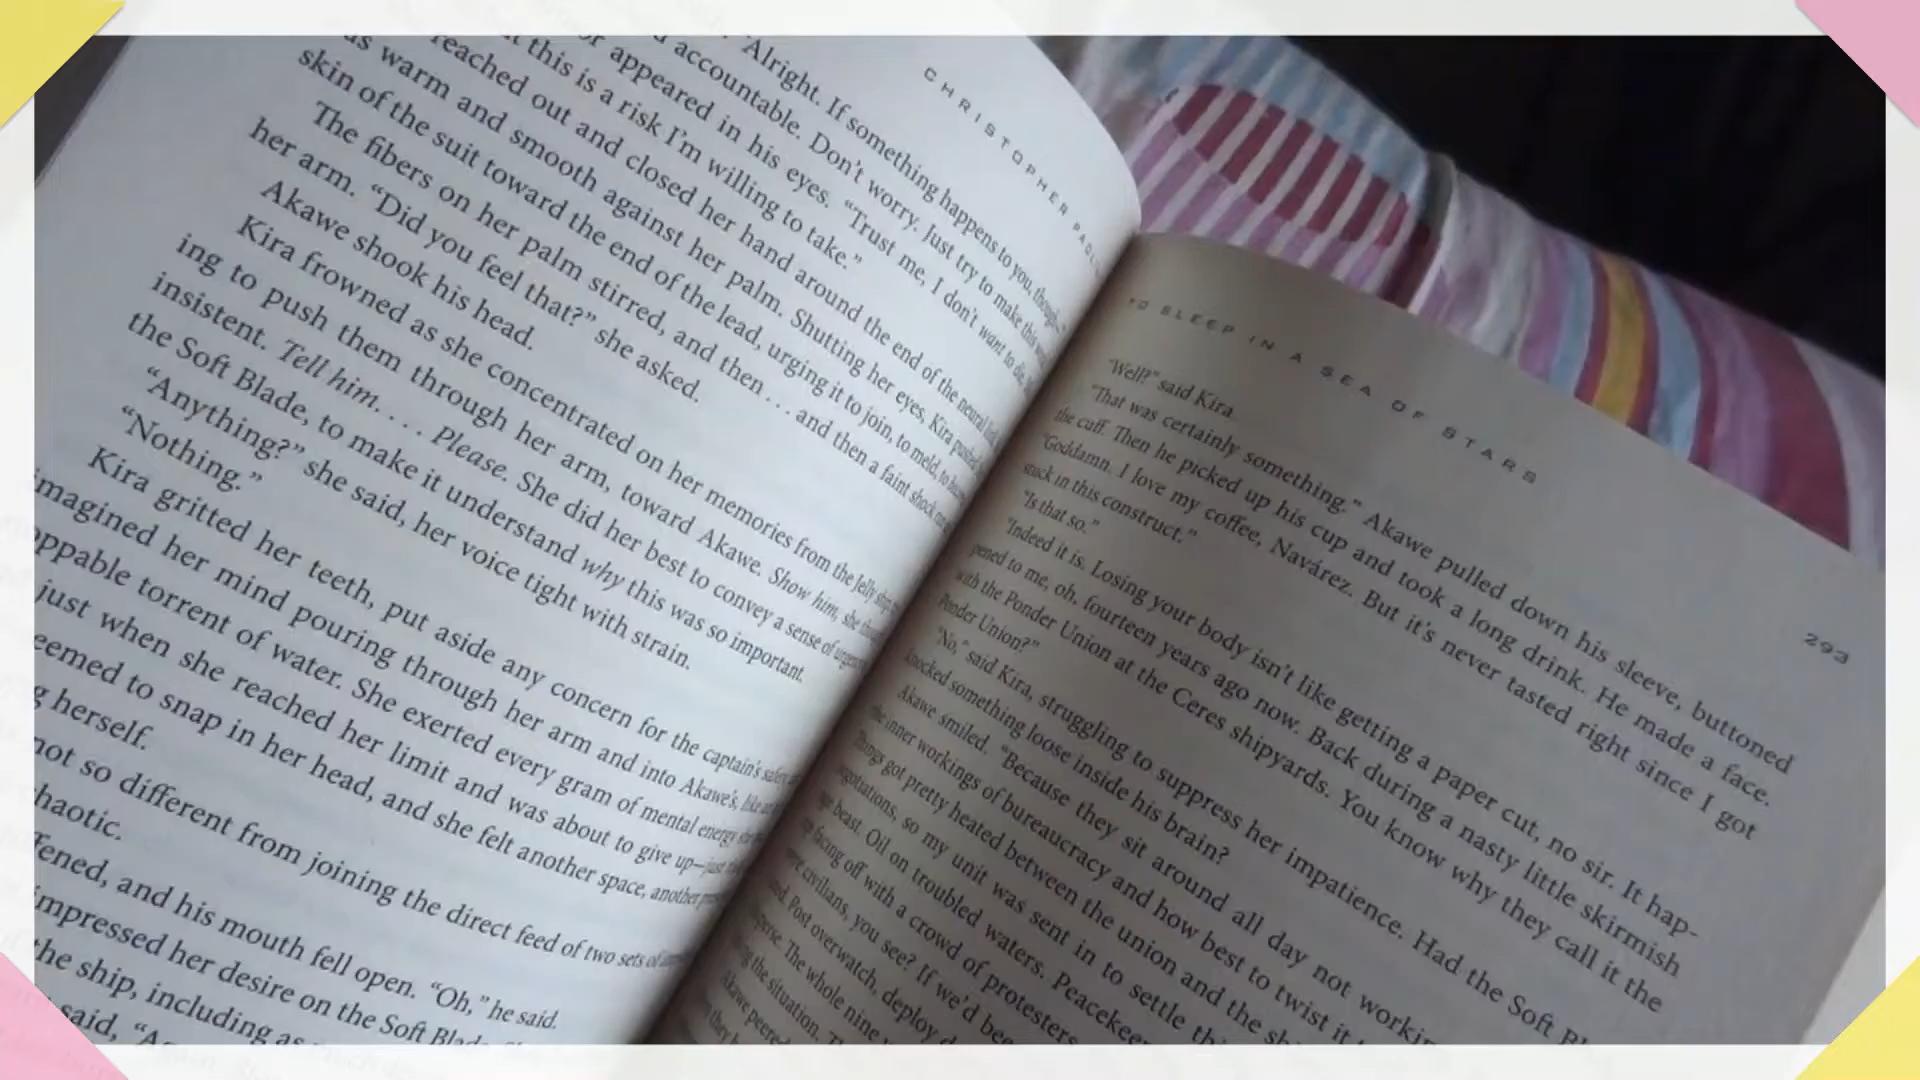 CHRISTOPHER PAOL
"Alright. If something happens to you, though,
accountable. Don't worry. Just try to make this
or appeared in his eyes. "Trust me, I don't want to die,
this is a risk I'm willing to take."
reached out and closed her hand around the end of the neural
as warm and smooth against her palm. Shutting her eyes, Kira pushed
skin of the suit toward the end of the lead, urging it to join, to meld, to
The fibers on her palm stirred, and then . . . and then a faint shock
her arm. "Did you feel that?" she asked.
Akawe shook his head.
Kira frowned as she concentrated on her memories from the Jelly ship,
ing to push them through her arm, toward Akawe. Show him, she
insistent. Tell him. . . . Please. She did her best to convey a sense of urgency
the Soft Blade, to make it understand why this was so important.
"Anything?" she said, her voice tight with strain.
"Nothing."
Kira gritted her teeth, put aside any concern for the captain's safety
imagined her mind pouring through her arm and into Akawe's, like
oppable torrent of water. She exerted every gram of mental energy
just when she reached her limit and was about to give up—just
eemed to snap in her head, and she felt another space, another
g herself.
not so different from joining the direct feed of two sets of
haotic.
ened, and his mouth fell open. "Oh," he said.
impressed her desire on the Soft Blade.
the ship, including as
said,
TO SLEEP IN A SEA OF STARS
293
"Well?" said Kira.
"That was certainly something." Akawe pulled down his sleeve, buttoned
the cuff. Then he picked up his cup and took a long drink. He made a face.
"Goddamn. I love my coffee, Navárez. But it's never tasted right since I got
stuck in this construct."
"Is that so."
"Indeed it is. Losing your body isn't like getting a paper cut, no sir. It hap-
pened to me, oh, fourteen years ago now. Back during a nasty little skirmish
with the Ponder Union at the Ceres shipyards. You know why they call it the
Ponder Union?"
"No," said Kira, struggling to suppress her impatience. Had the Soft
knocked something loose inside his brain?
Akawe smiled. "Because they sit around all day not workin
the inner workings of bureaucracy and how best to twist it
Things got pretty heated between the union and the
negotiations, so my unit was sent in to settle
beast. Oil on troubled waters. Peacekee
facing off with a crowd of protesters
civilians, you see? If we'd bee
Post overwatch, deploy
The whole nine
the situation.
Akawe peered